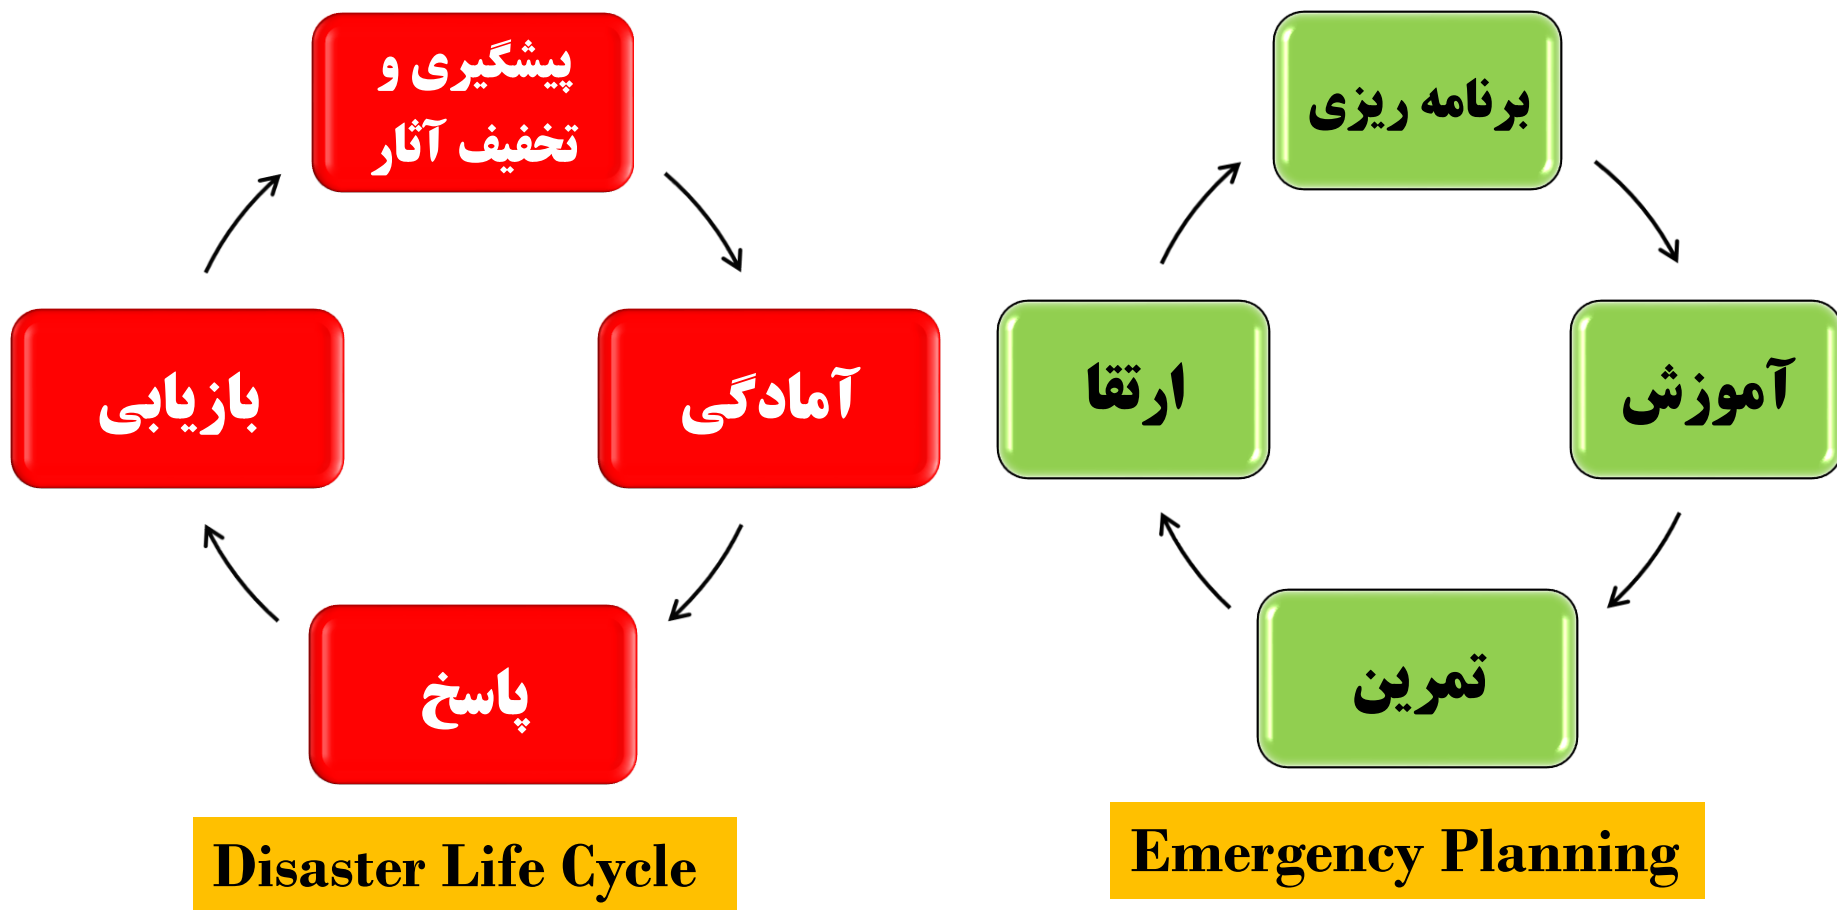 پیشگیری و
تخفیف آثار
آمادگی
پاسخ
بازیابی
Disaster Life Cycle
برنامه ریزی
آموزش
تمرین
ارتقا
Emergency Planning